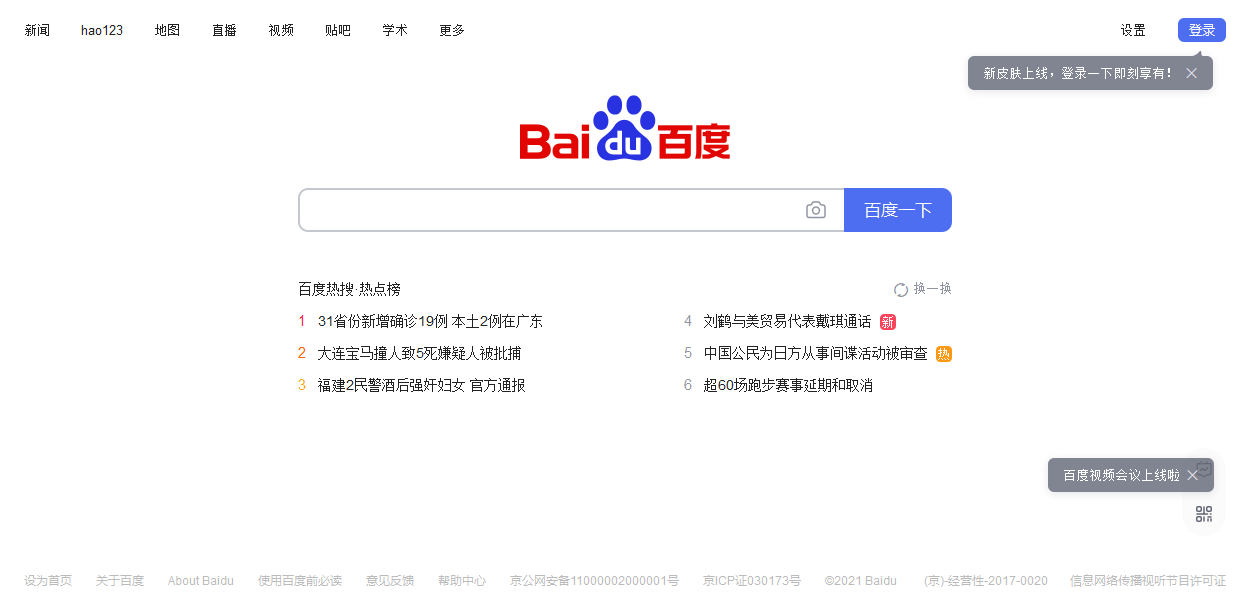 新闻 hao123 地图 直播 视频 贴吧 学术 更多 设置 登录
新皮肤上线，登录一下即刻享有！
Bai du 百度
百度一下
百度热搜·热点榜 换一换
1 31省份新增确诊19例 本土2例在广东
4 刘鹤与美贸易代表戴琪通话 新
2 大连宝马撞人致5死嫌疑人被批捕
5 中国公民为日方从事间谍活动被审查 热
3 福建2民警酒后强奸妇女 官方通报
6 超60场跑步赛事延期和取消
百度视频会议上线啦
设为首页 关于百度 About Baidu 使用百度前必读 意见反馈 帮助中心 京公网安备11000002000001号 京ICP证030173号 ©2021 Baidu (京)-经营性-2017-0020 信息网络传播视听节目许可证